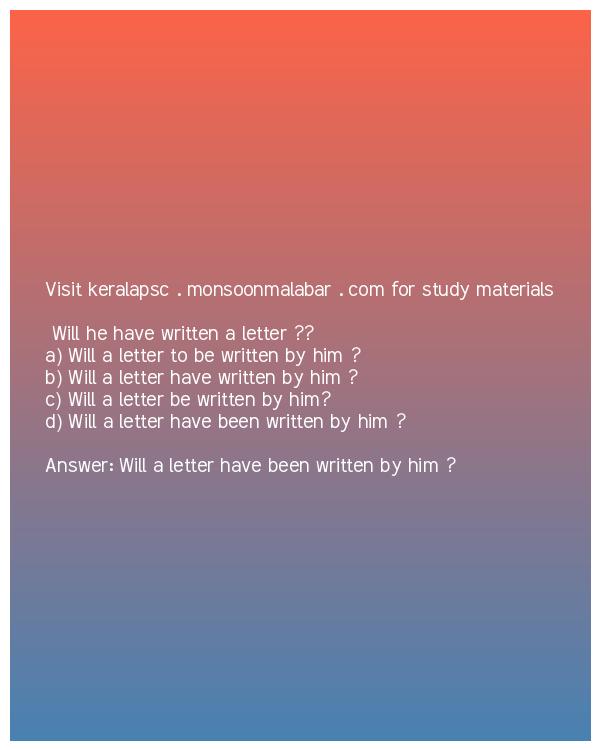 Visit keralapsc . monsoonmalabar . com for study materials
Will he have written a letter ??
a) Will a letter to be written by him ?
b) Will a letter have written by him ?
c) Will a letter be written by him?
d) Will a letter have been written by him ?
Answer: Will a letter have been written by him ?